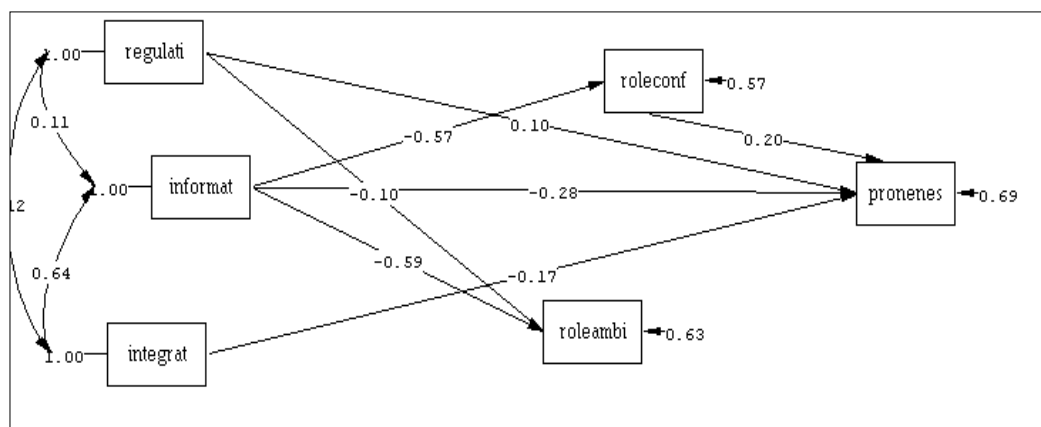 1.00 regulati
roleconf 0.57
0.11
-0.57 0.10
0.20
1.00 informat
-0.10 -0.28
pronenes 0.69
12
-0.59
0.64
-0.17
1.00 integrat
roleambi 0.63